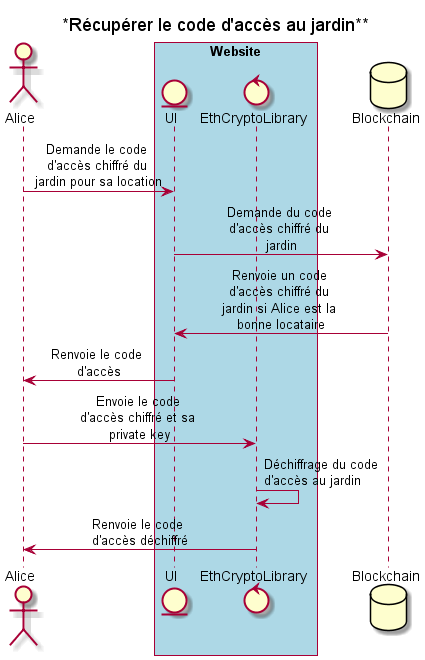 *Récupérer le code d'accès au jardin**
Website
Alice
UI
EthCryptoLibrary
Blockchain
Demande le code
d'accès chiffré du
jardin pour sa location
Demande du code
d'accès chiffré du
jardin
Renvoie un code
d'accès chiffré du
jardin si Alice est la
bonne locataire
Renvoie le code
d'accès
Envoie le code
d'accès chiffré et sa
private key
Déchiffrage du code
d'accès au jardin
Renvoie le code
d'accès déchiffré
Alice
UI
EthCryptoLibrary
Blockchain